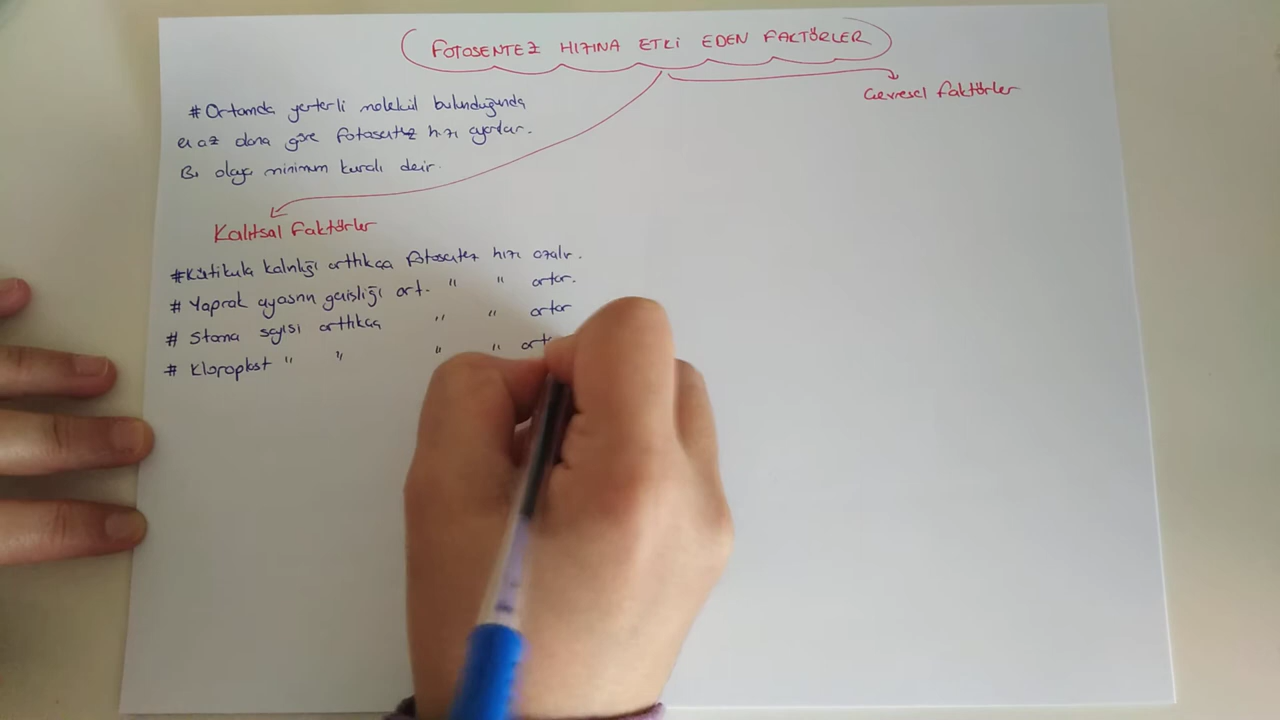 FOTOSENTEZ HIZINA ETKİ EDEN FAKTÖRLER
Çevresel Faktörler
# Ortamda yeterli molekül bulunduğunda
en az olana göre fotosentez hızı ayarlar.
Bu olaya minimum kuralı denir.
Kalıtsal Faktörler
# Kütikula kalınlığı arttıkça fotosentez hızı azalır.
# Yaprak ayasının genişliği art. " " artar.
# Stoma sayısı arttıkça " " artar
# Kloroplast " " " " art